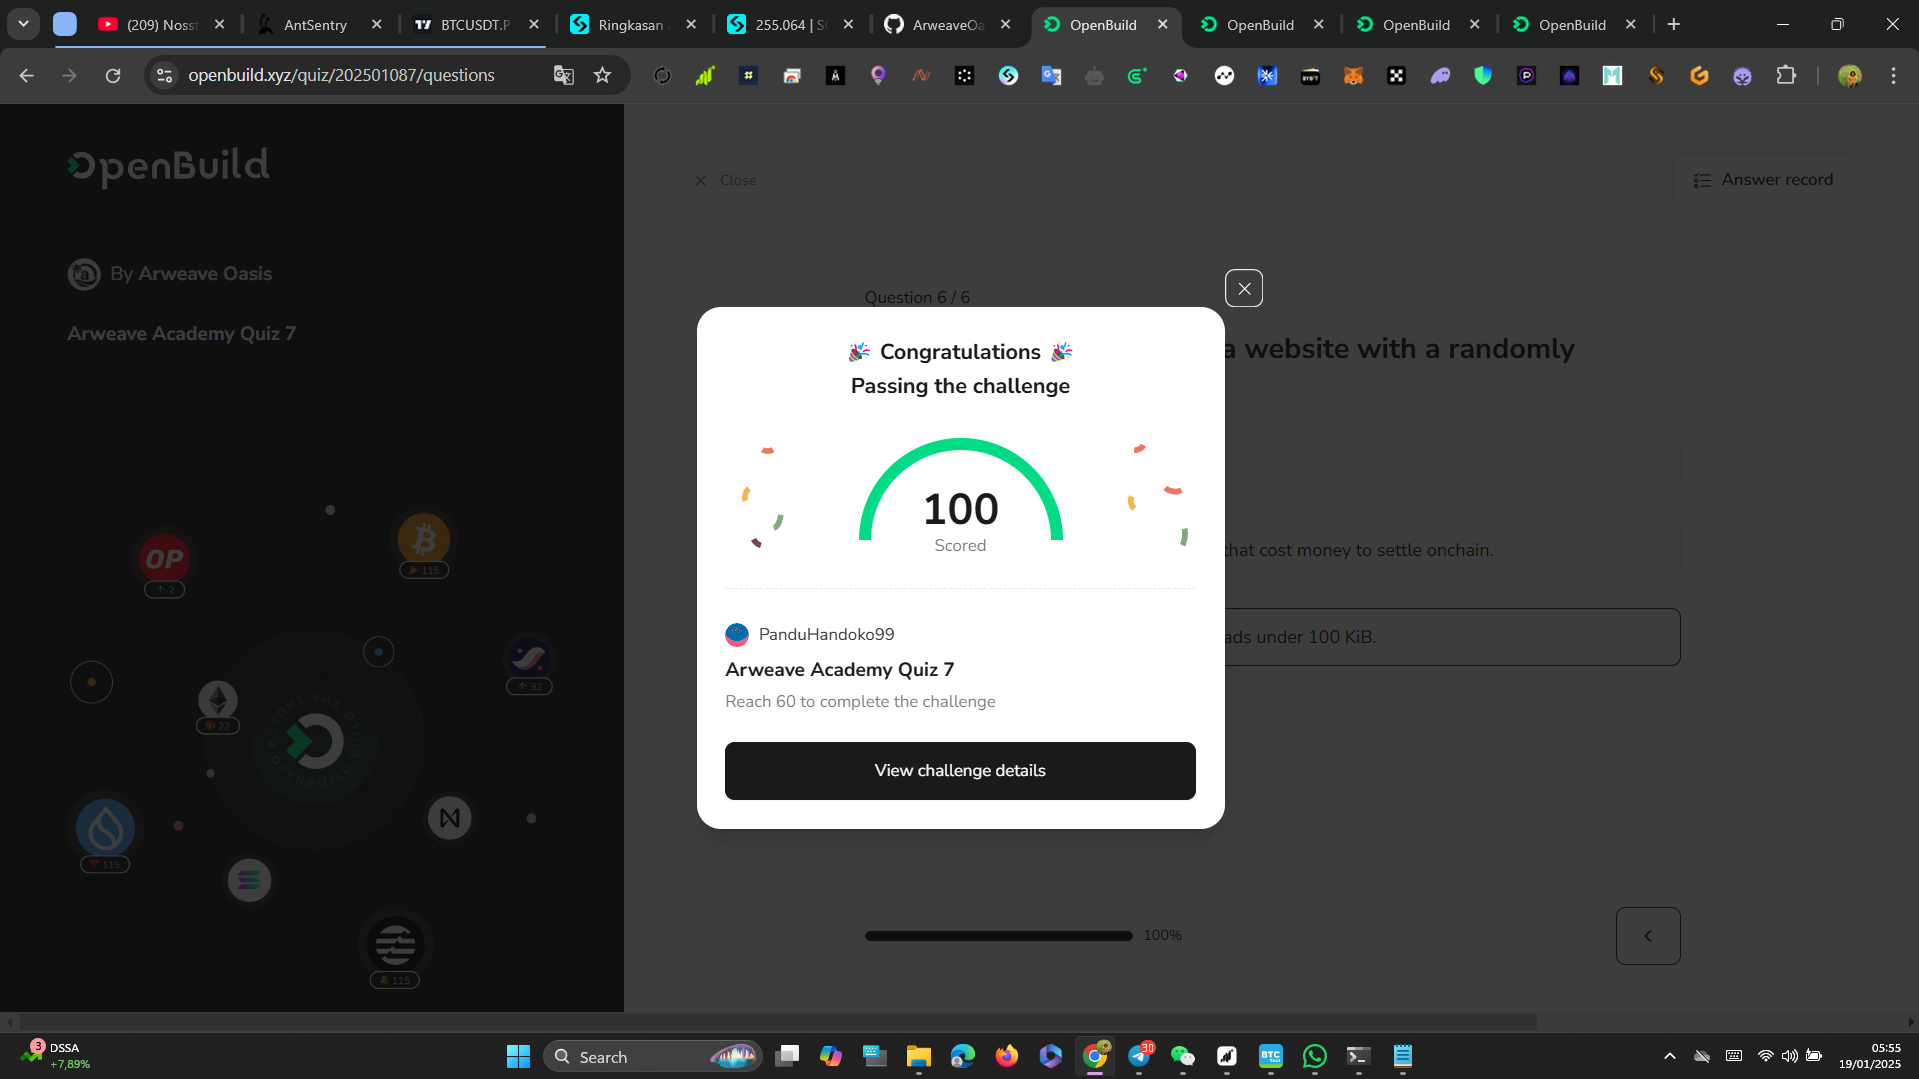 (209) Nosst
AntSentry
BTCUSDT.P
Ringkasan
255.064 | S
ArweaveOa
OpenBuild
OpenBuild
OpenBuild
OpenBuild
openbuild.xyz/quiz/202501087/questions
OpenBuild
By Arweave Oasis
Arweave Academy Quiz 7
OP
2
115
32
22
115
115
Close
Answer record
Question 6 / 6
a website with a randomly
that cost money to settle onchain.
ads under 100 KiB.
🎉 Congratulations 🎉
Passing the challenge
100
Scored
PanduHandoko99
Arweave Academy Quiz 7
Reach 60 to complete the challenge
View challenge details
100%
3
DSSA
+7,89%
Search
30
BTC
05:55
19/01/2025